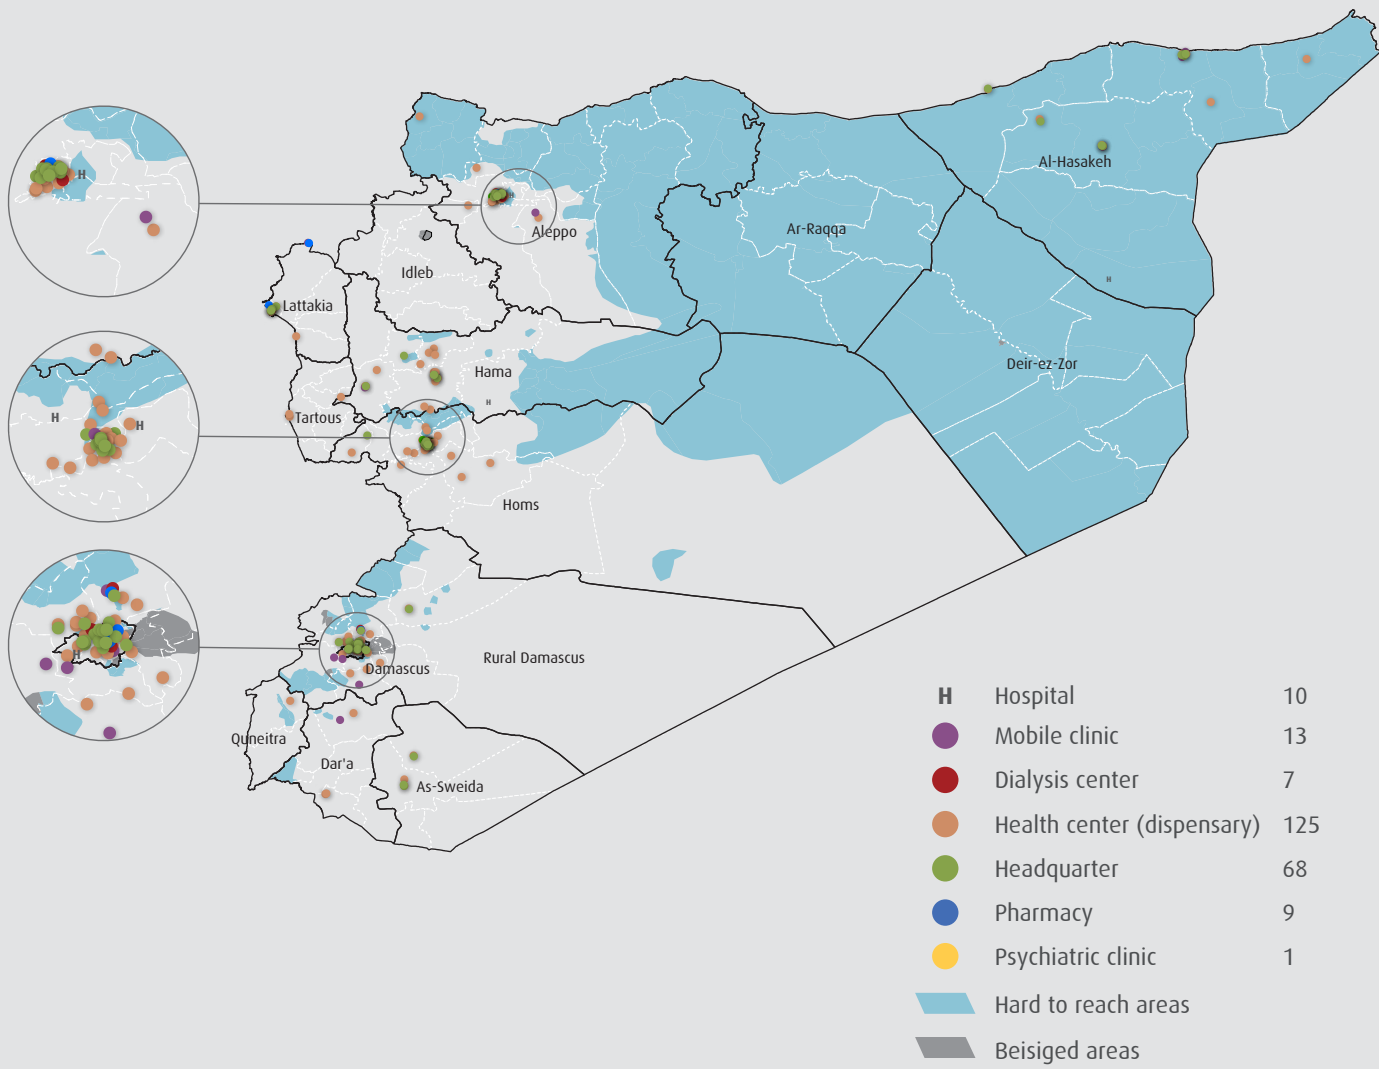 Al-Hasakeh
Ar-Raqqa
H
Aleppo
H
Idleb
H
Lattakia
Deir-ez-Zor
Hama
H
Tartous
H
H
Homs
Rural Damascus
Damascus
H
Quneitra
Dar'a
As-Sweida
H Hospital 10
Mobile clinic 13
Dialysis center 7
Health center (dispensary) 125
Headquarter 68
Pharmacy 9
Psychiatric clinic 1
Hard to reach areas
Beisiged areas